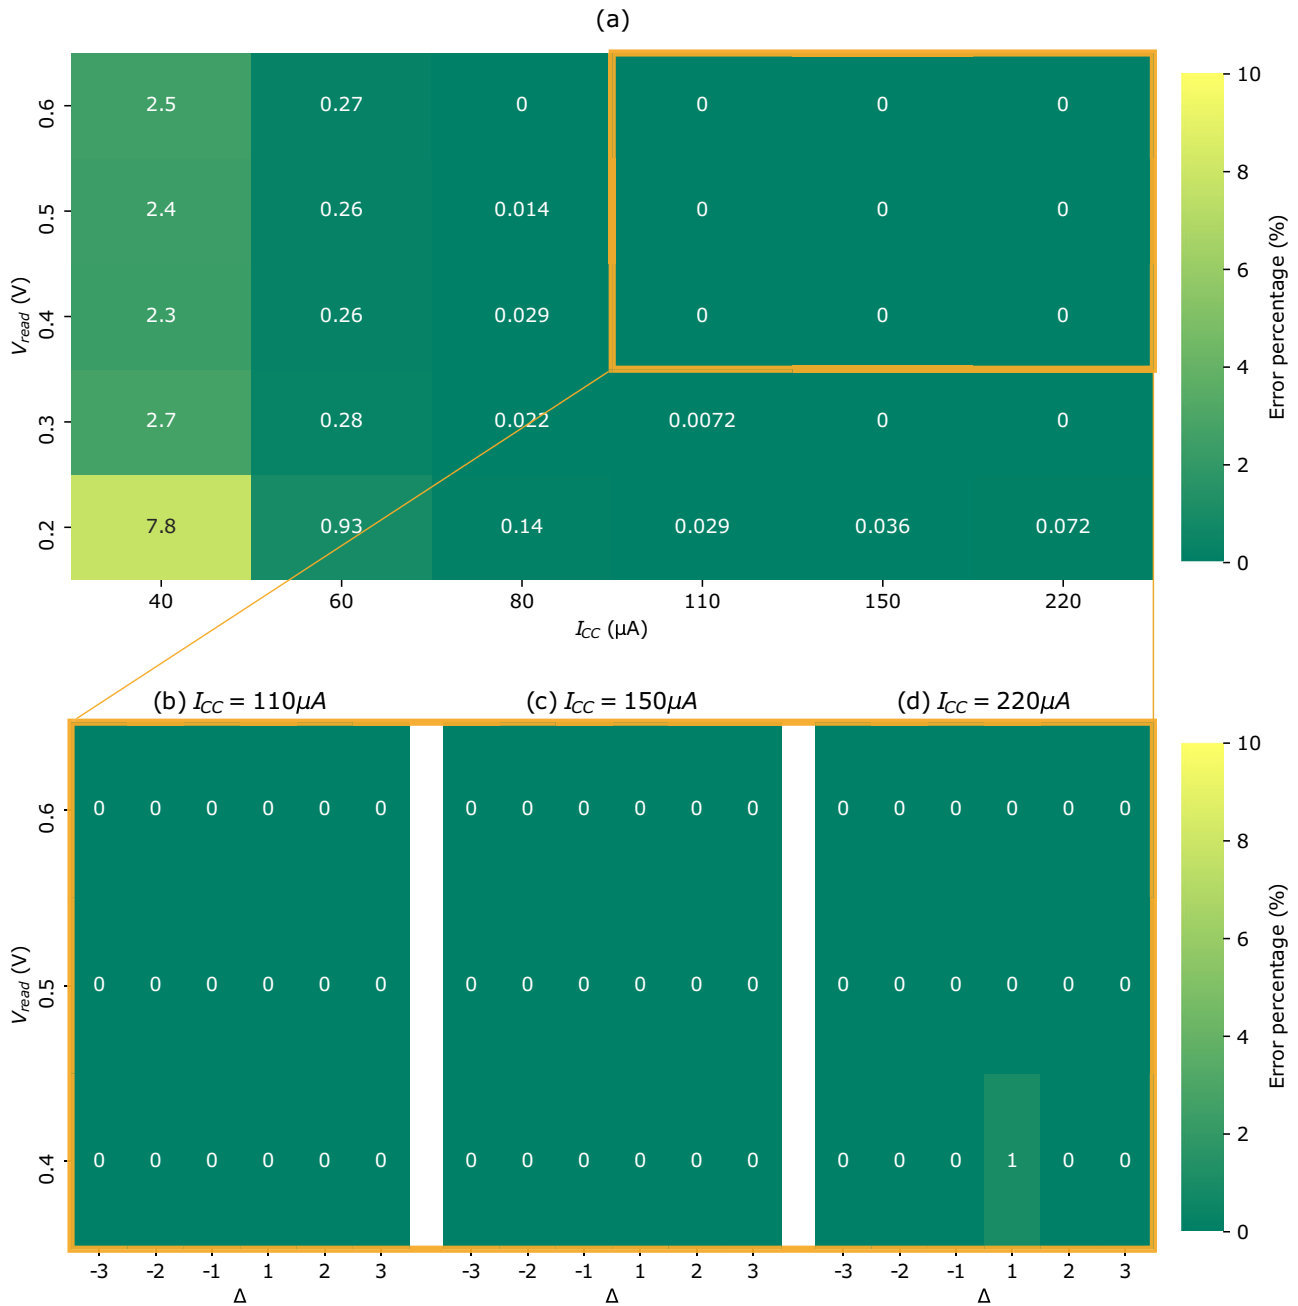 (a)
0.6 2.5 0.27 0 0 0 0
0.5 2.4 0.26 0.014 0 0 0
0.4 2.3 0.26 0.029 0 0 0
0.3 2.7 0.28 0.022 0.0072 0 0
0.2 7.8 0.93 0.14 0.029 0.036 0.072
V_read (V)
40 60 80 110 150 220
I_CC (μA)
10
8
6
4
2
0
Error percentage (%)
(b) I_CC = 110μA (c) I_CC = 150μA (d) I_CC = 220μA
0.6 0 0 0 0 0 0 0 0 0 0 0 0 0 0 0 0 0 0
0.5 0 0 0 0 0 0 0 0 0 0 0 0 0 0 0 0 0 0
0.4 0 0 0 0 0 0 0 0 0 0 0 0 0 0 0 1 0 0
V_read (V)
-3 -2 -1 1 2 3 -3 -2 -1 1 2 3 -3 -2 -1 1 2 3
Δ Δ Δ
10
8
6
4
2
0
Error percentage (%)